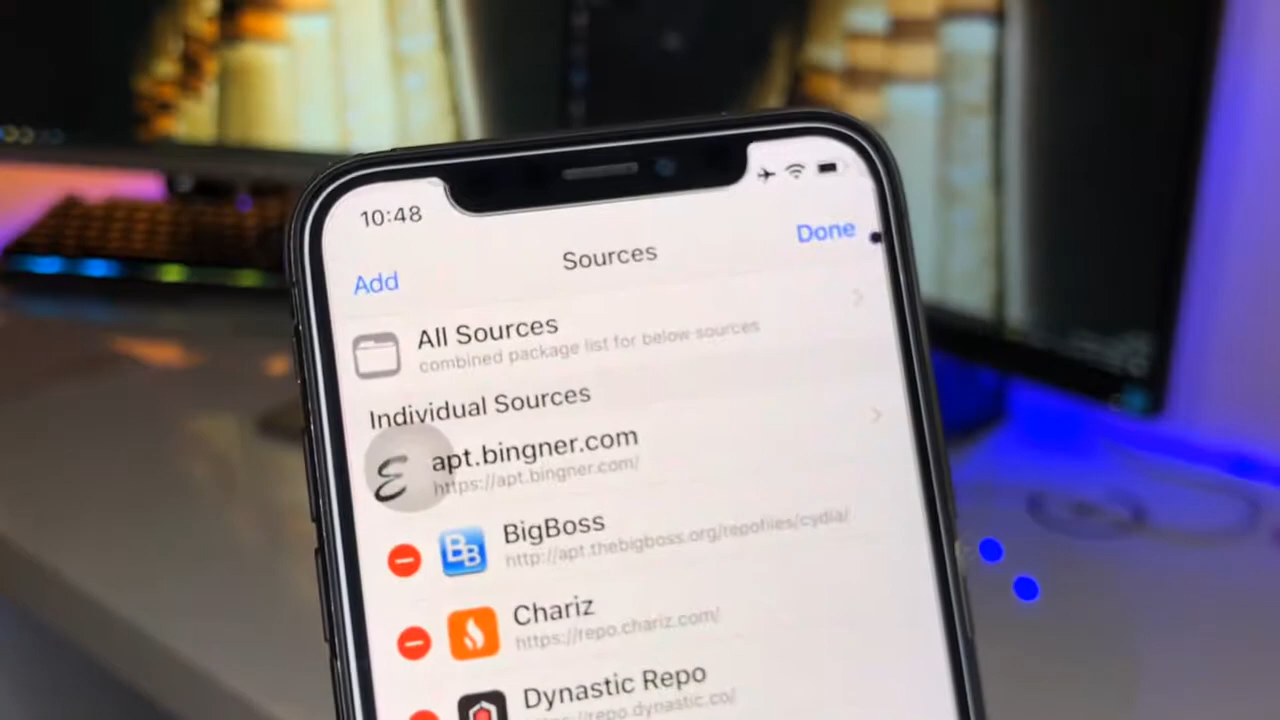 10:48
Add
Sources
Done
All Sources
combined package list for below sources
Individual Sources
apt.bingner.com
https://apt.bingner.com/
BigBoss
http://apt.thebigboss.org/repofiles/cydia/
Chariz
https://repo.chariz.com/
Dynastic Repo
https://repo.dynastic.co/